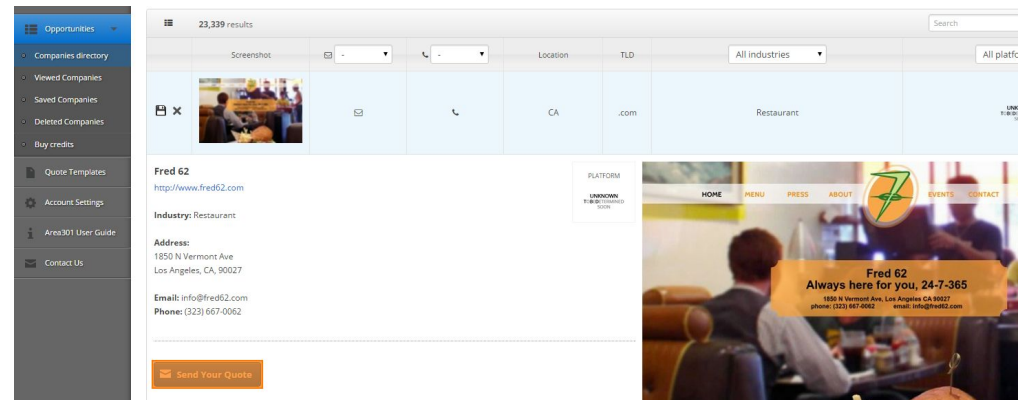 Opportunities
Companies directory
Viewed Companies
Saved Companies
Deleted Companies
Buy credits
Quote Templates
Account Settings
Area301 User Guide
Contact Us
23,339 results
Search
Screenshot - - Location TLD All industries All platfo
CA .com Restaurant
Fred 62
http://www.fred62.com
Industry: Restaurant
Address:
1850 N Vermont Ave
Los Angeles, CA, 90027
Email: info@fred62.com
Phone: (323) 667-0062
Send Your Quote
PLATFORM
UNKNOWN
SOON
HOME MENU PRESS ABOUT EVENTS CONTACT
Fred 62
Always here for you, 24-7-365
1850 N Vermont Ave, Los Angeles CA 90027
phone: (323) 667-0062 email: info@fred62.com